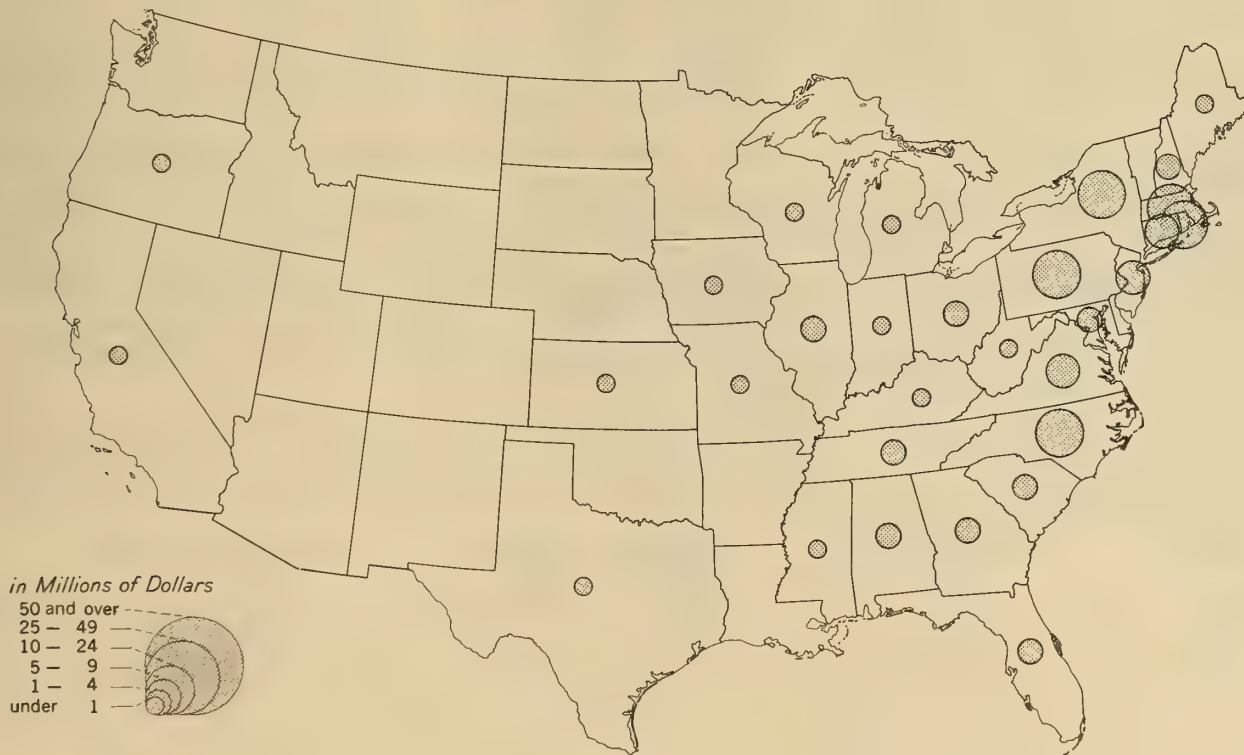 in Millions of Dollars
50 and over
25 – 49
10 – 24
5 – 9
1 – 4
under 1